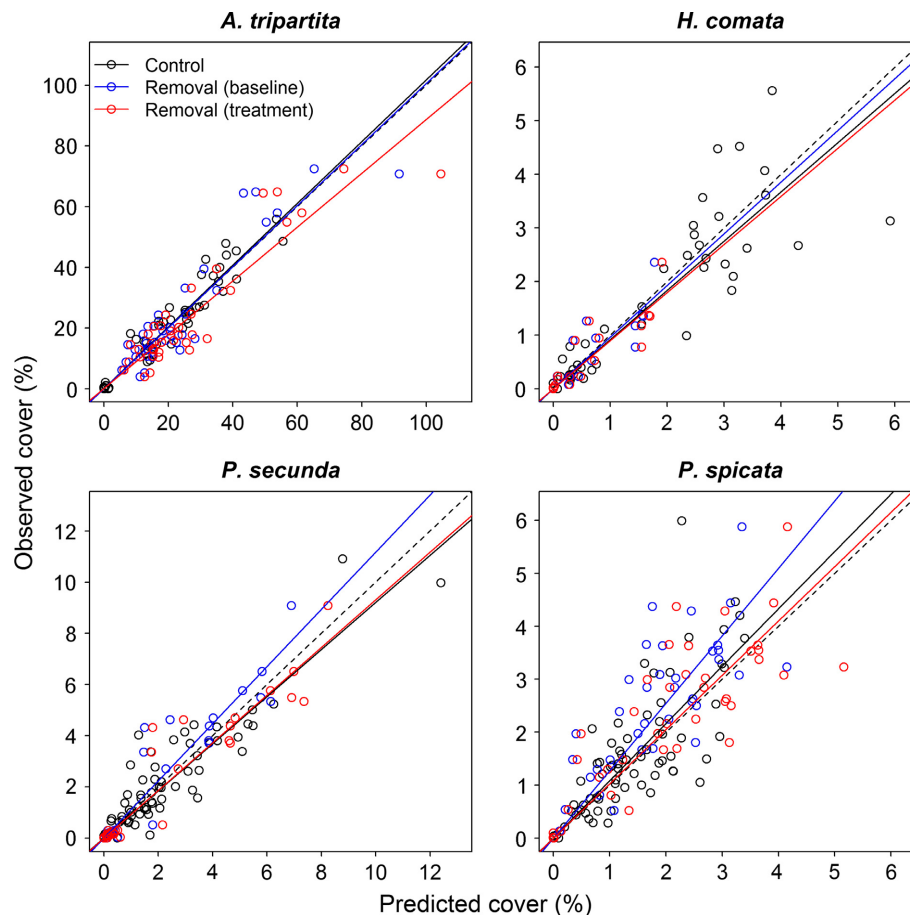 A. tripartita
H. comata
100
80
60
40
20
0
Control
Removal (baseline)
Removal (treatment)
0 20 40 60 80 100
6
5
4
3
2
1
0
0 1 2 3 4 5 6
Observed cover (%)
P. secunda
P. spicata
12
10
8
6
4
2
0
0 2 4 6 8 10 12
6
5
4
3
2
1
0
0 1 2 3 4 5 6
Predicted cover (%)